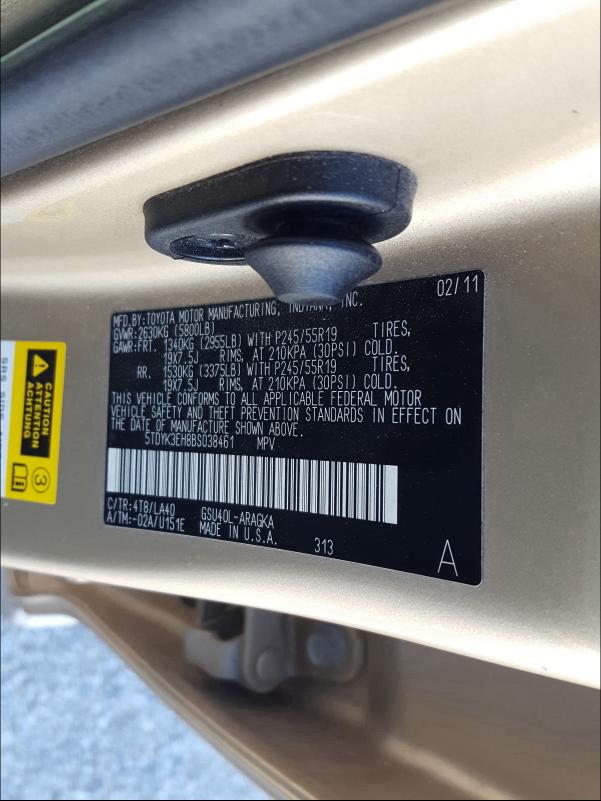 02/11
MFD.BY:TOYOTA MOTOR MANUFACTURING, INDIANA, INC.
GVWR:2630KG (5800LB)
GAWR:FRT. 1340KG (2955LB) WITH P245/55R19 TIRES,
19X7.5J RIMS, AT 210KPA (30PSI) COLD.
RR. 1530KG (3375LB) WITH P245/55R19 TIRES,
19X7.5J RIMS, AT 210KPA (30PSI) COLD.
THIS VEHICLE CONFORMS TO ALL APPLICABLE FEDERAL MOTOR
VEHICLE SAFETY AND THEFT PREVENTION STANDARDS IN EFFECT ON
THE DATE OF MANUFACTURE SHOWN ABOVE.
5TDYK3EH8BS038461 MPV
C/TR:4T8/LA40 GSU40L-ARAGKA
A/TM:-02A/U151E MADE IN U.S.A.
313
A
CAUTION
ATTENTION
ACHTUNG
3
SRS SIDE